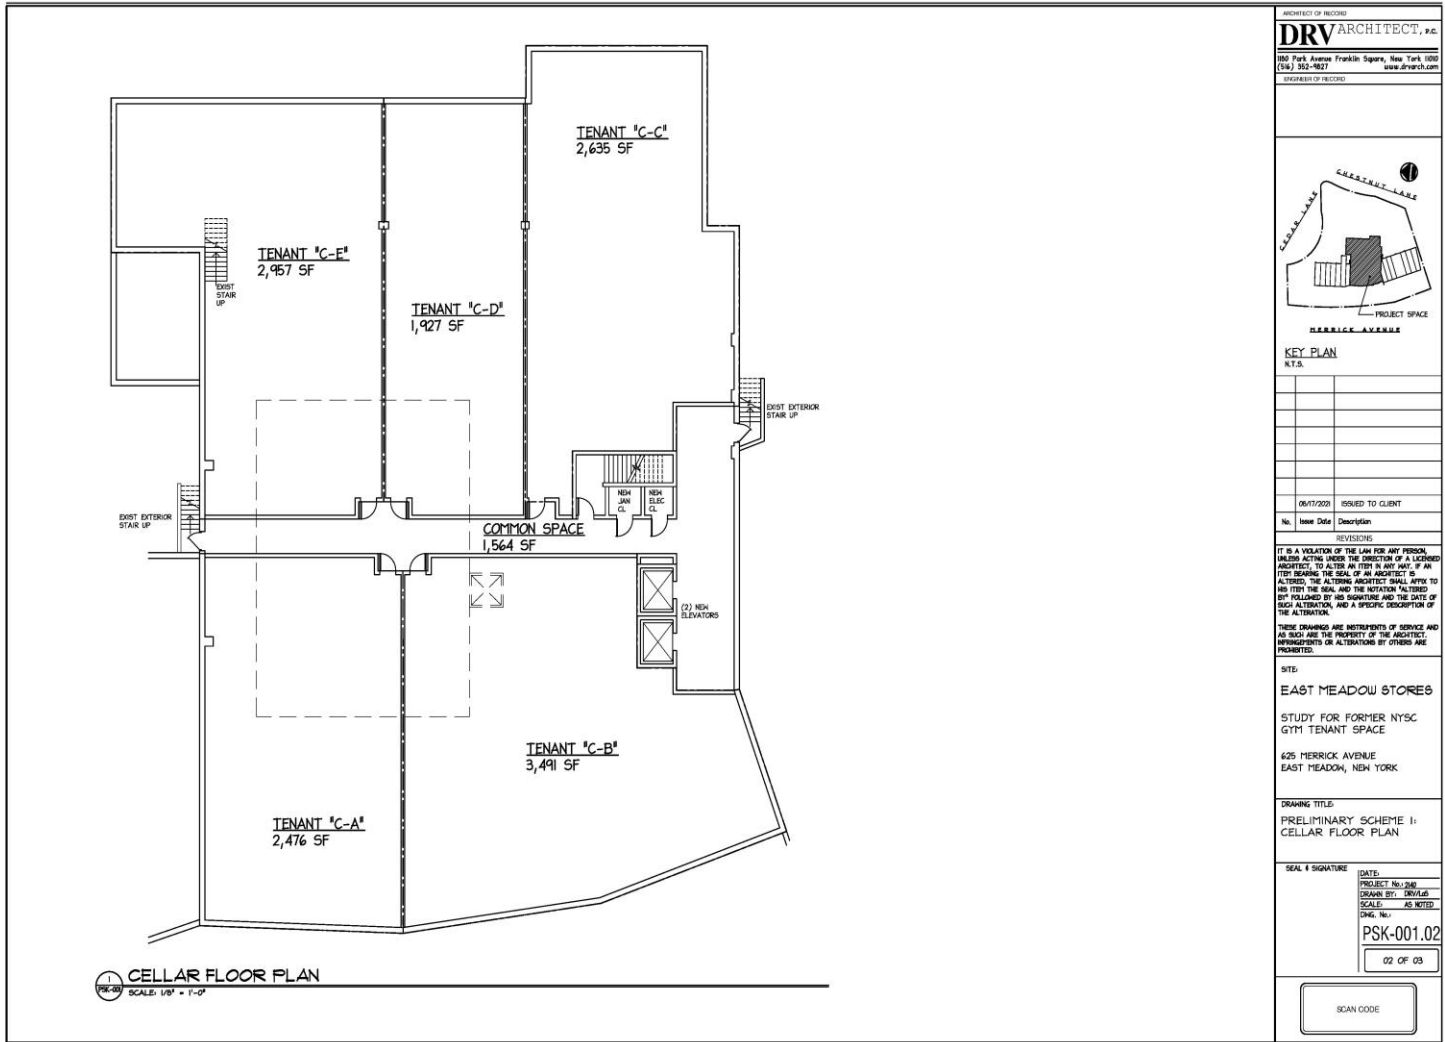 TENANT "C-C"
2,635 SF
TENANT "C-E"
2,957 SF
EXIST
STAIR
UP
TENANT "C-D"
1,927 SF
EXIST EXTERIOR
STAIR UP
NEW
JAN
CL
NEW
ELEC
CL
EXIST EXTERIOR
STAIR UP
COMMON SPACE
1,564 SF
(2) NEW
ELEVATORS
TENANT "C-B"
3,491 SF
TENANT "C-A"
2,476 SF
1
PSK-001
CELLAR FLOOR PLAN
SCALE: 1/8" = 1'-0"
ARCHITECT OF RECORD
DRV ARCHITECT, P.C.
1180 Park Avenue Franklin Square, New York 11010
(516) 352-9827 www.drvarch.com
ENGINEER OF RECORD
CHESTNUT LANE
CEDAR LANE
PROJECT SPACE
MERRICK AVENUE
KEY PLAN
N.T.S.
08/17/2021 ISSUED TO CLIENT
No. Issue Date Description
REVISIONS
IT IS A VIOLATION OF THE LAW FOR ANY PERSON,
UNLESS ACTING UNDER THE DIRECTION OF A LICENSED
ARCHITECT, TO ALTER AN ITEM IN ANY WAY. IF AN
ITEM BEARING THE SEAL OF AN ARCHITECT IS
ALTERED, THE ALTERING ARCHITECT SHALL AFFIX TO
HIS ITEM THE SEAL AND THE NOTATION "ALTERED
BY" FOLLOWED BY HIS SIGNATURE AND THE DATE OF
SUCH ALTERATION, AND A SPECIFIC DESCRIPTION OF
THE ALTERATION.
THESE DRAWINGS ARE INSTRUMENTS OF SERVICE AND
AS SUCH ARE THE PROPERTY OF THE ARCHITECT.
INFRINGEMENTS OR ALTERATIONS BY OTHERS ARE
PROHIBITED.
SITE:
EAST MEADOW STORES
STUDY FOR FORMER NYSC
GYM TENANT SPACE
625 MERRICK AVENUE
EAST MEADOW, NEW YORK
DRAWING TITLE:
PRELIMINARY SCHEME 1:
CELLAR FLOOR PLAN
SEAL & SIGNATURE
DATE:
PROJECT No.: 2140
DRAWN BY: DRV/LaS
SCALE: AS NOTED
DWG. No.:
PSK-001.02
02 OF 03
SCAN CODE